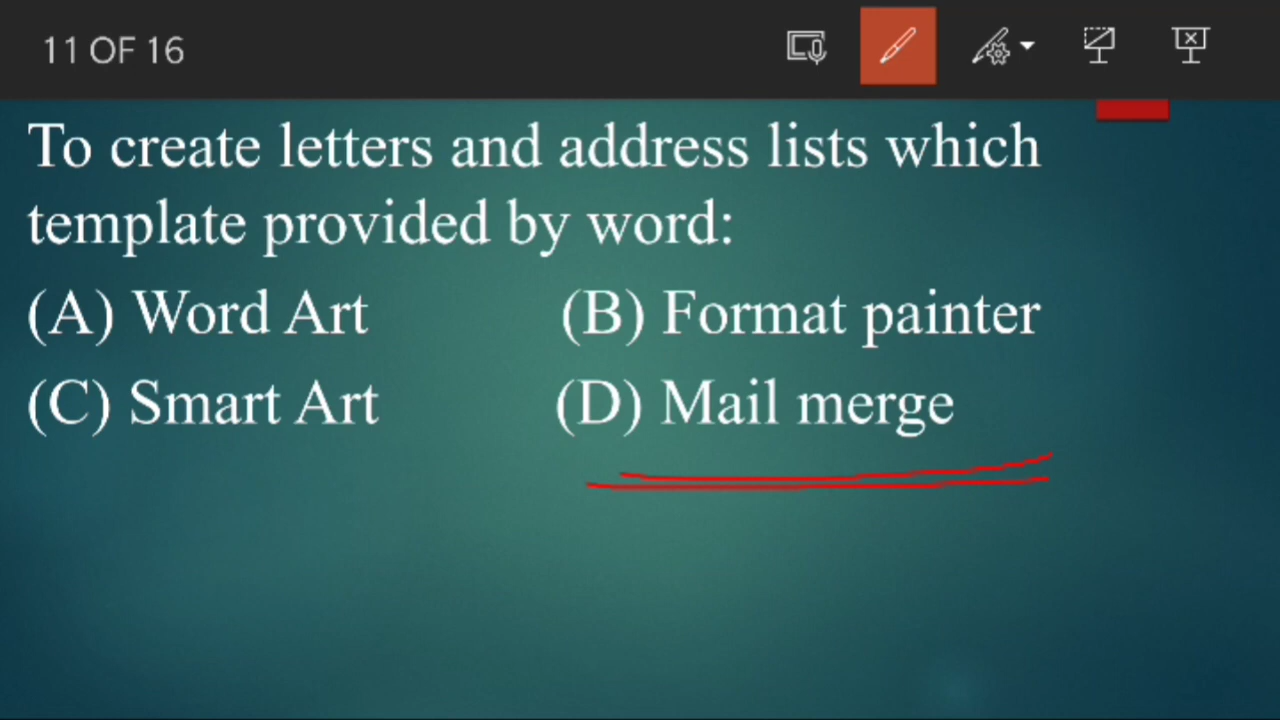 11 OF 16
To create letters and address lists which
template provided by word:
(A) Word Art (B) Format painter
(C) Smart Art (D) Mail merge